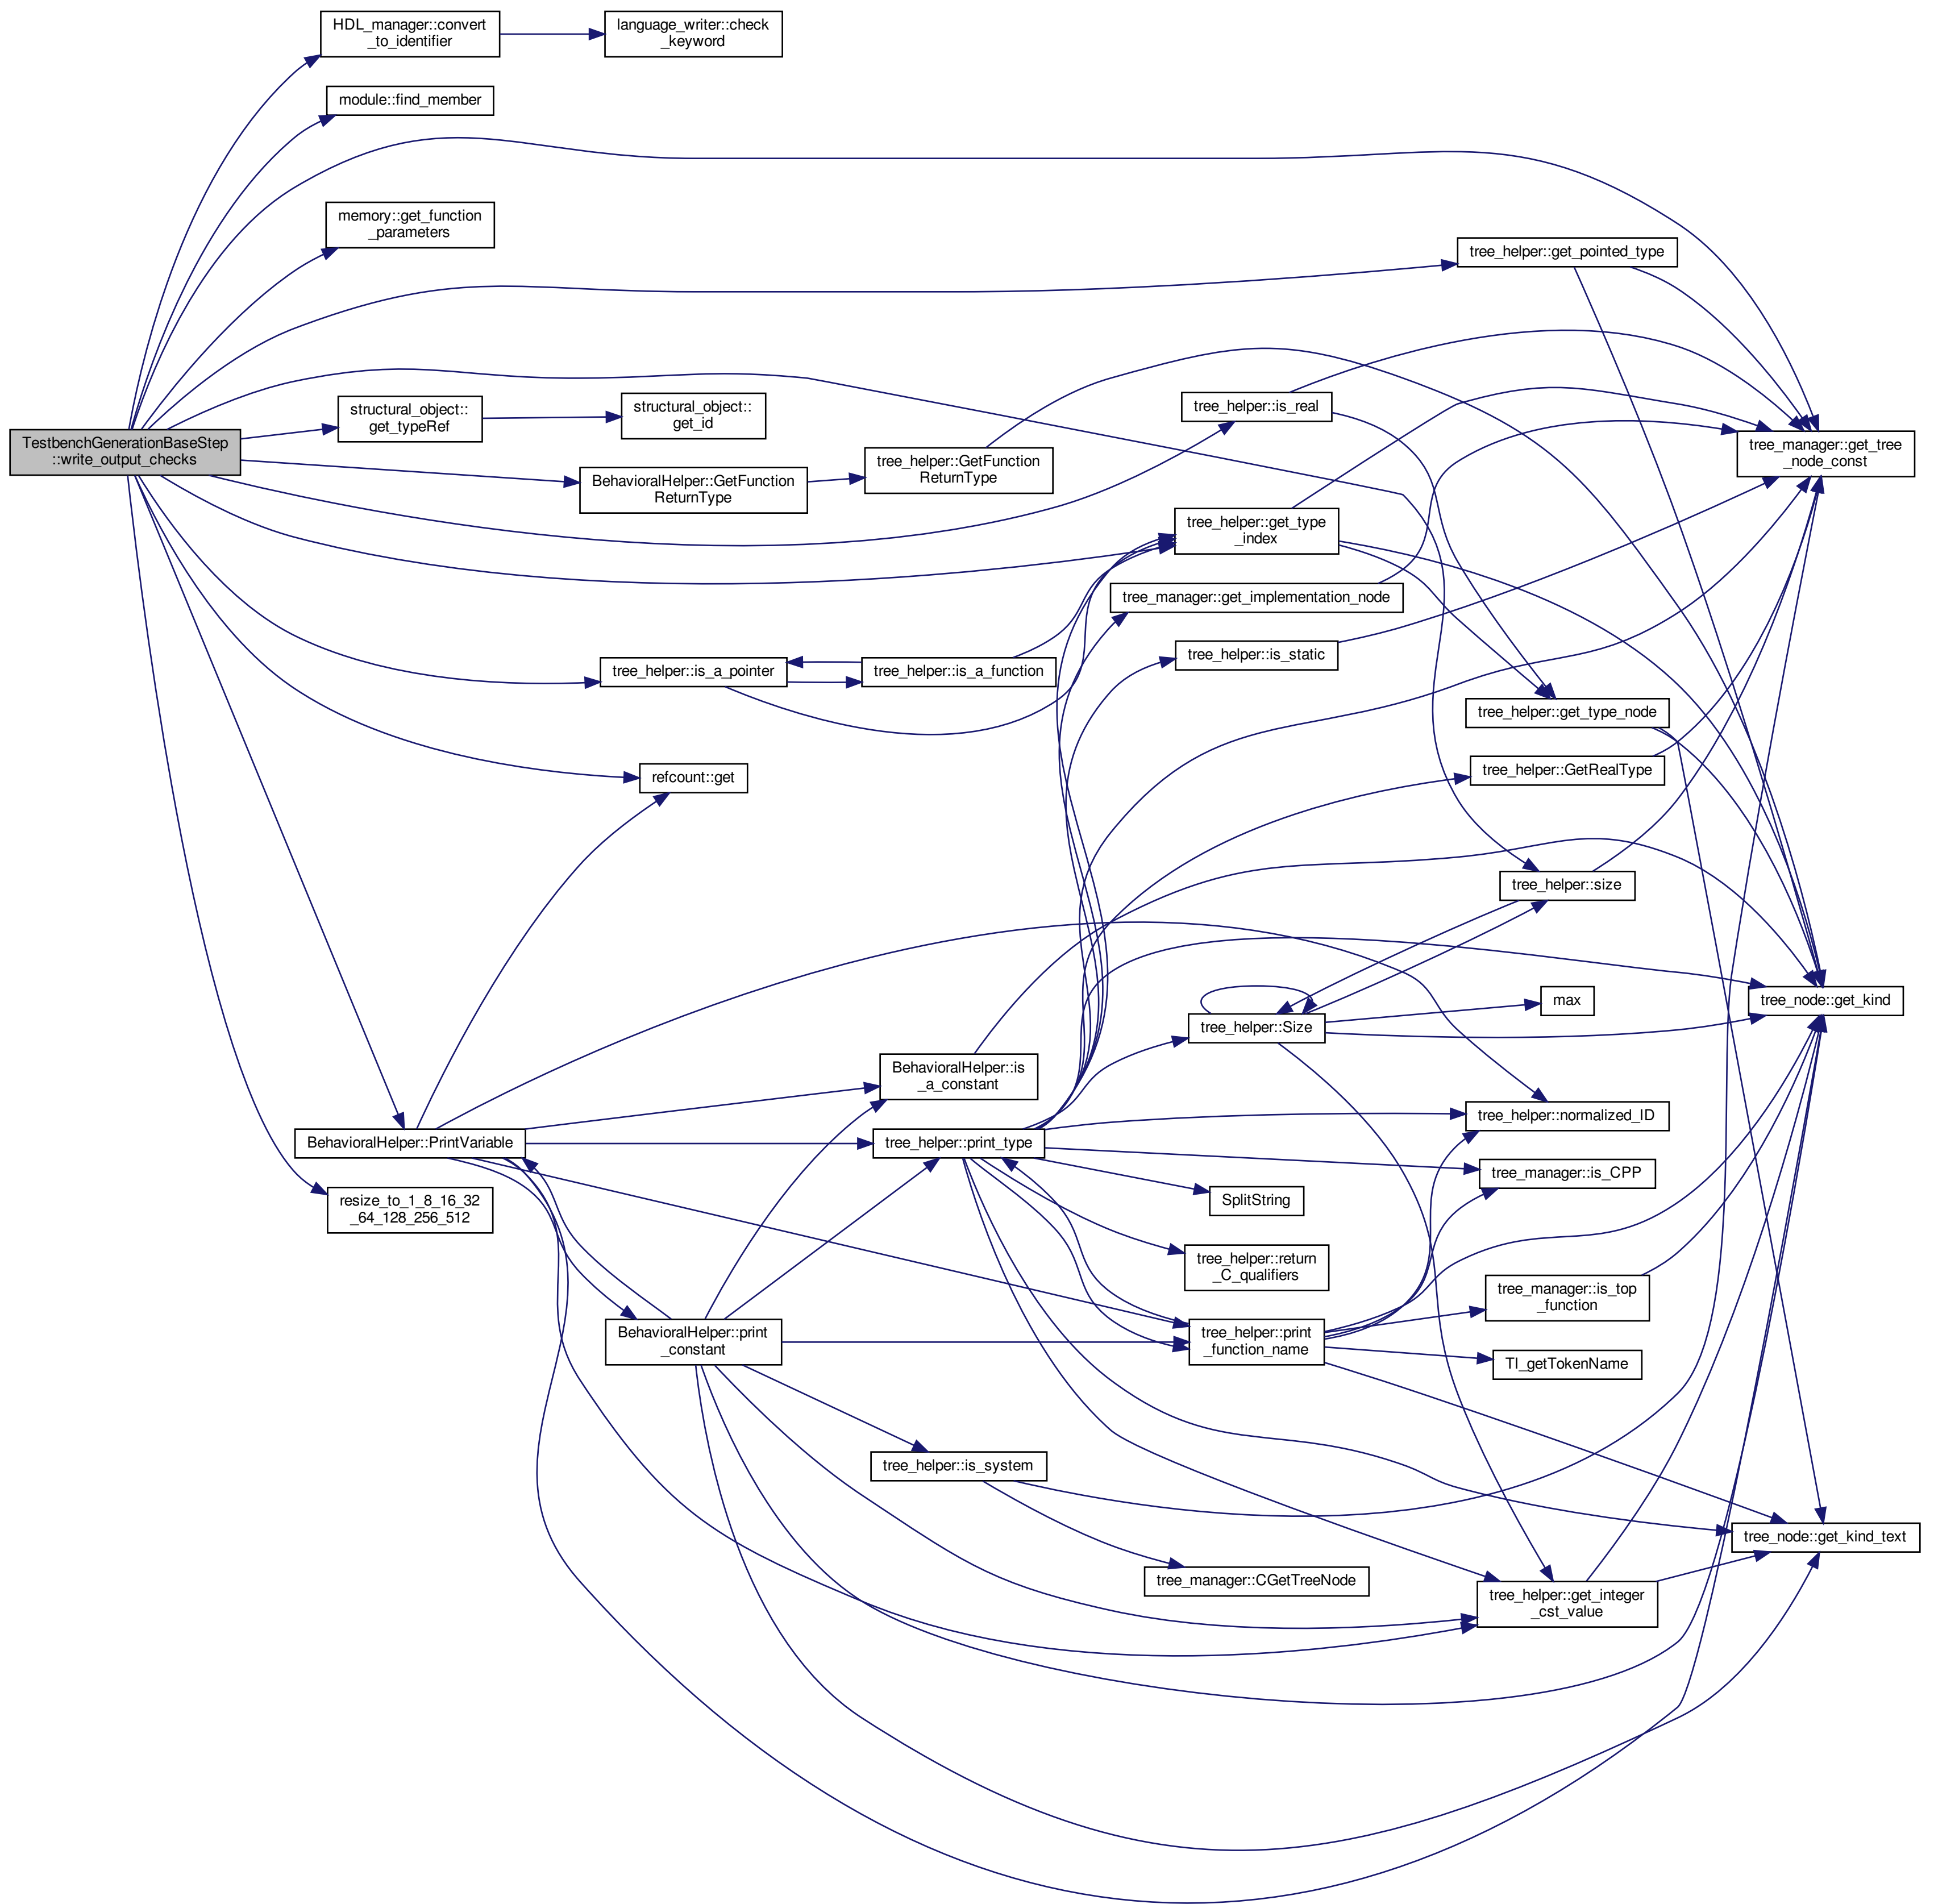 HDL_manager::convert
_to_identifier
language_writer::check
_keyword
module::find_member
memory::get_function
_parameters
tree_helper::get_pointed_type
structural_object::
get_typeRef
structural_object::
get_id
tree_helper::is_real
TestbenchGenerationBaseStep
::write_output_checks
tree_manager::get_tree
_node_const
BehavioralHelper::GetFunction
ReturnType
tree_helper::GetFunction
ReturnType
tree_helper::get_type
_index
tree_manager::get_implementation_node
tree_helper::is_static
tree_helper::is_a_pointer
tree_helper::is_a_function
tree_helper::get_type_node
refcount::get
tree_helper::GetRealType
tree_helper::size
tree_node::get_kind
max
tree_helper::Size
BehavioralHelper::is
_a_constant
tree_helper::normalized_ID
BehavioralHelper::PrintVariable
tree_helper::print_type
tree_manager::is_CPP
SplitString
resize_to_1_8_16_32
_64_128_256_512
tree_helper::return
_C_qualifiers
tree_manager::is_top
_function
BehavioralHelper::print
_constant
tree_helper::print
_function_name
TI_getTokenName
tree_helper::is_system
tree_node::get_kind_text
tree_manager::CGetTreeNode
tree_helper::get_integer
_cst_value